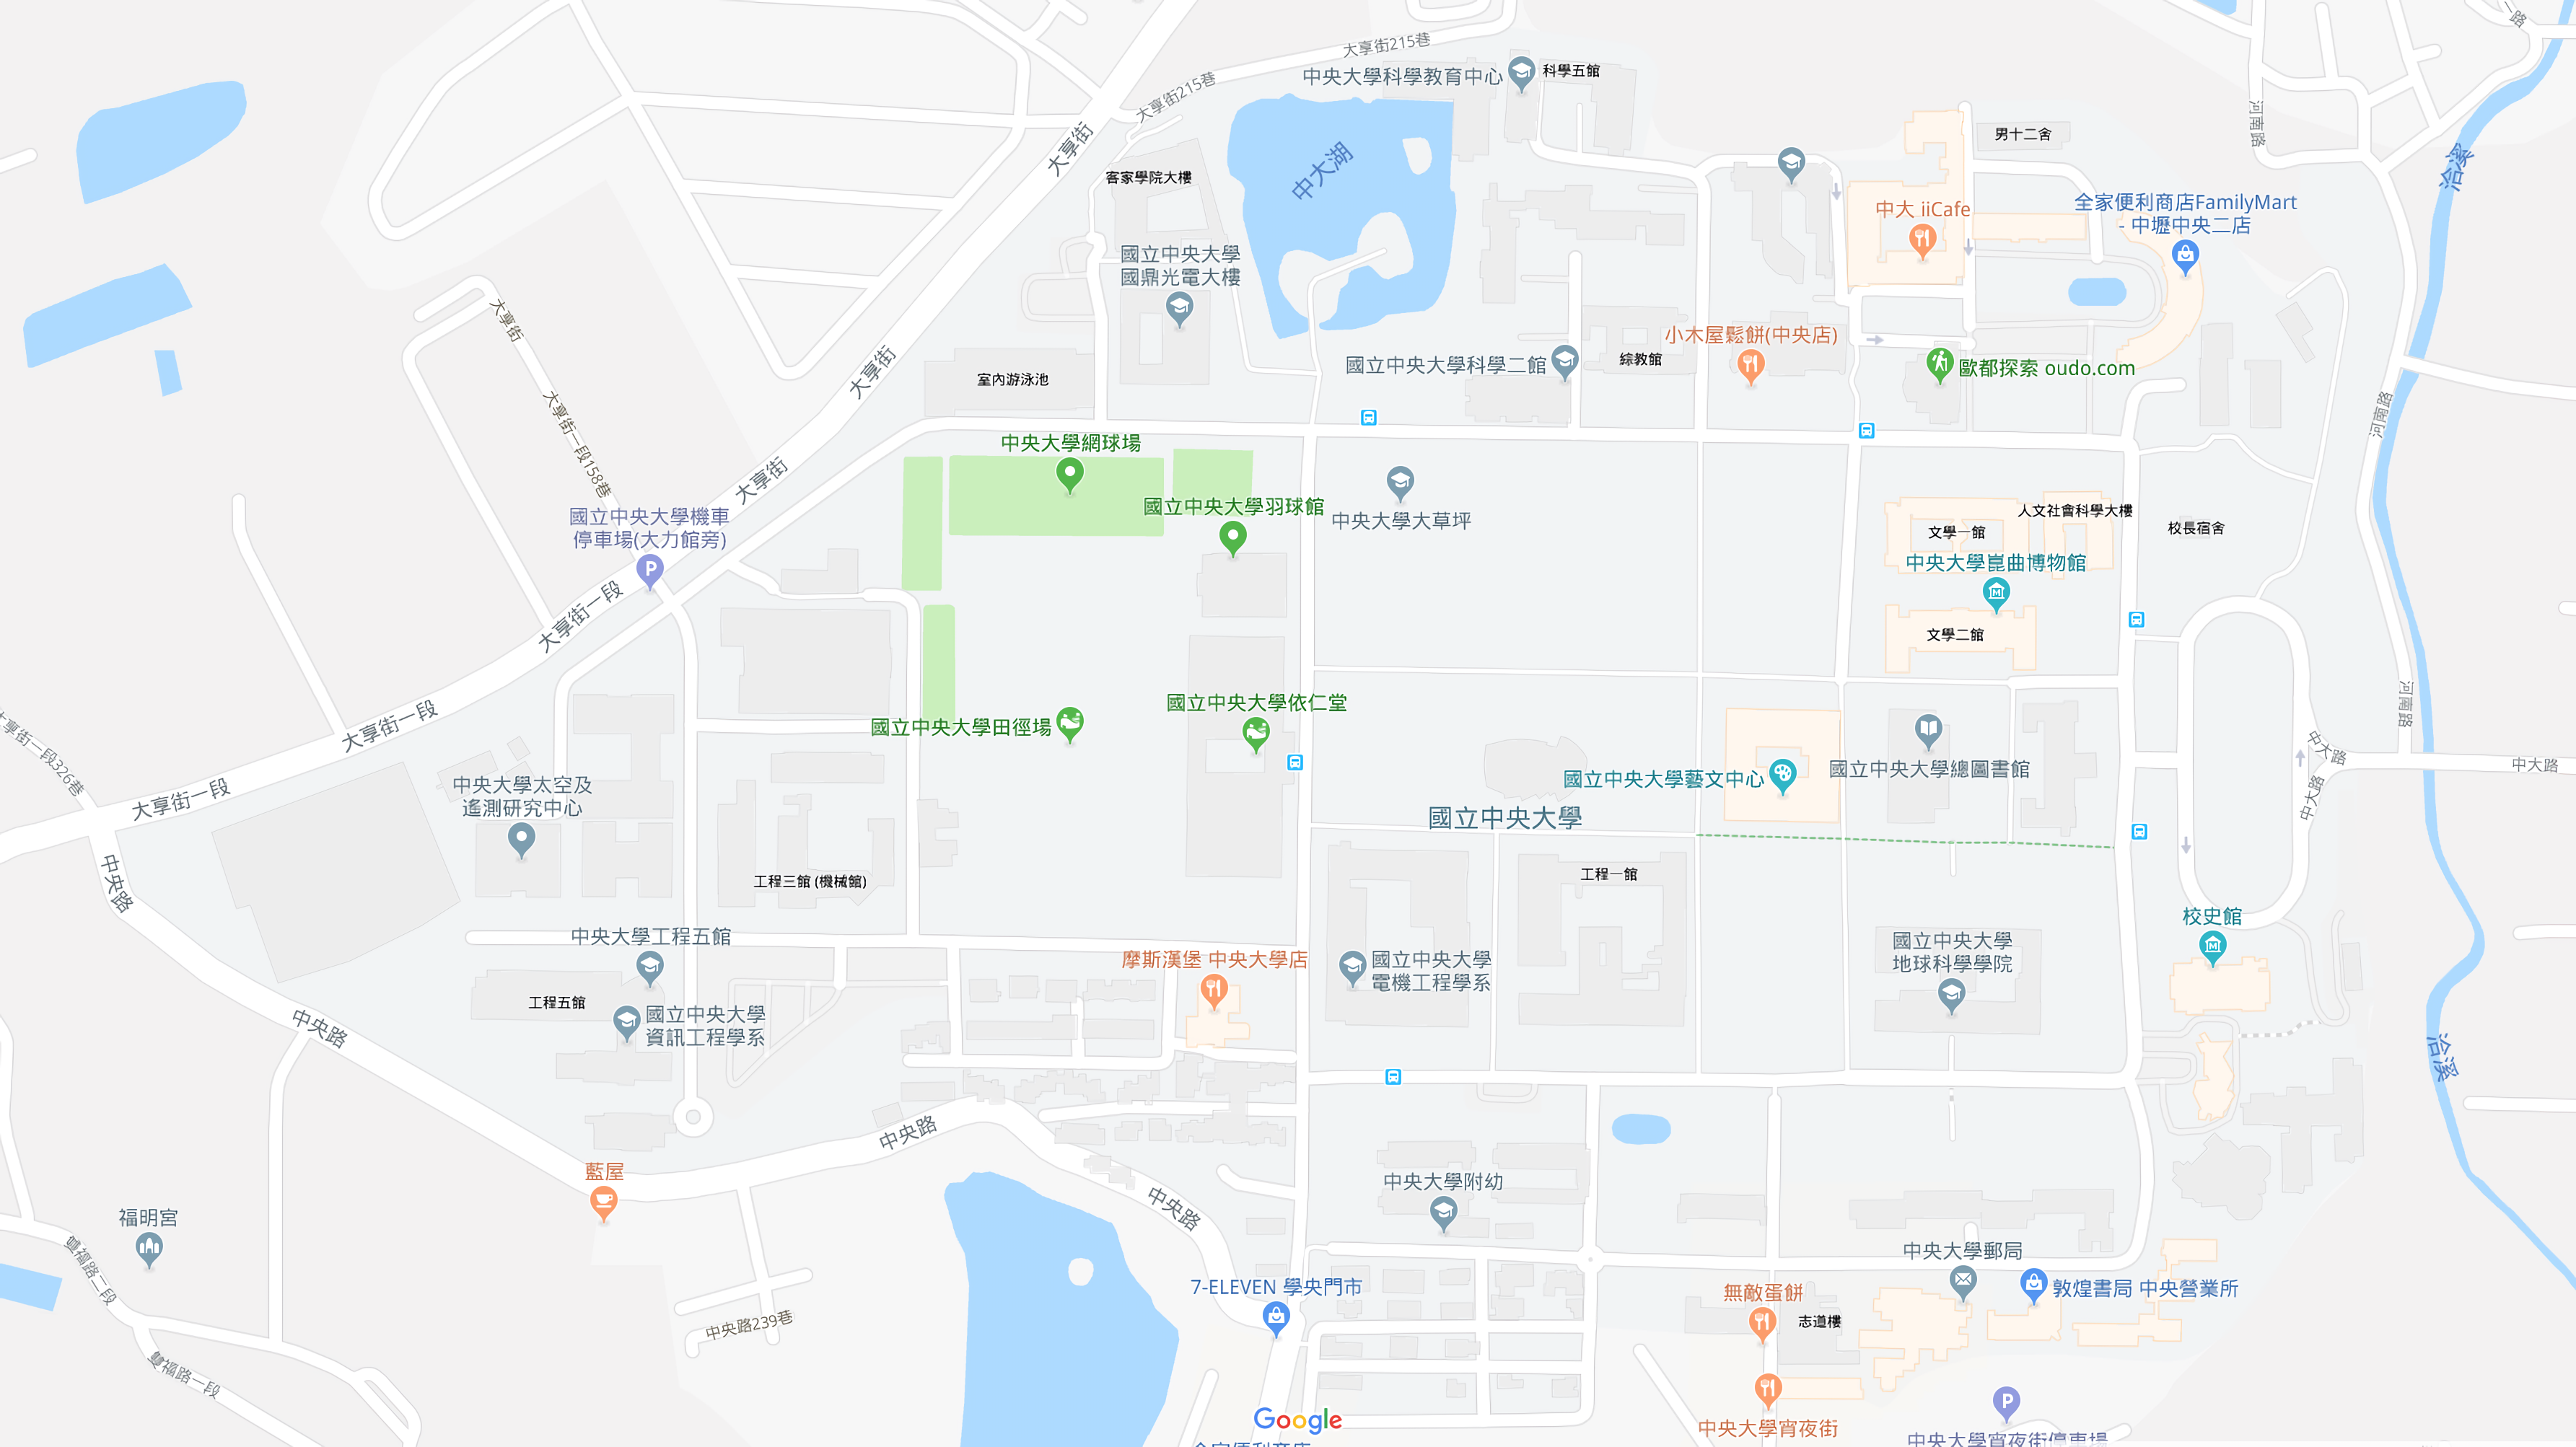 一路
大享街215巷
中央大學科學教育中心
科學五館
大享街215巷
河南路
男十二舍
大享街
中大湖
洽溪
客家學院大樓
全家便利商店FamilyMart
- 中壢中央二店
中大 iiCafe
國立中央大學
國鼎光電大樓
大享街
小木屋鬆餅(中央店)
國立中央大學科學二館
綜教館
歐都探索 oudo.com
大享街
室內游泳池
河南路
大享街一段158巷
中央大學網球場
大享街
國立中央大學羽球館
中央大學大草坪
人文社會科學大樓
文學一館
校長宿舍
國立中央大學機車
停車場(大力館旁)
P
中央大學崑曲博物館
M
大享街一段
文學二館
國立中央大學依仁堂
河南路
大享街一段
國立中央大學田徑場
大享街一段326巷
中大路
中大路
國立中央大學藝文中心
國立中央大學總圖書館
中央大學太空及
遙測研究中心
大享街一段
中大路
國立中央大學
工程三館 (機械館)
工程一館
中央路
校史館
M
中央大學工程五館
國立中央大學
地球科學學院
摩斯漢堡 中央大學店
國立中央大學
電機工程學系
工程五館
國立中央大學
資訊工程學系
中央路
洽溪
中央路
藍屋
中央大學附幼
中央路
福明宮
雙福路二段
中央大學郵局
7-ELEVEN 學央門市
無敵蛋餅
敦煌書局 中央營業所
志道樓
中央路239巷
雙福路一段
P
Google
中央大學宵夜街
中央大學宵夜街停車場
全家便利商店